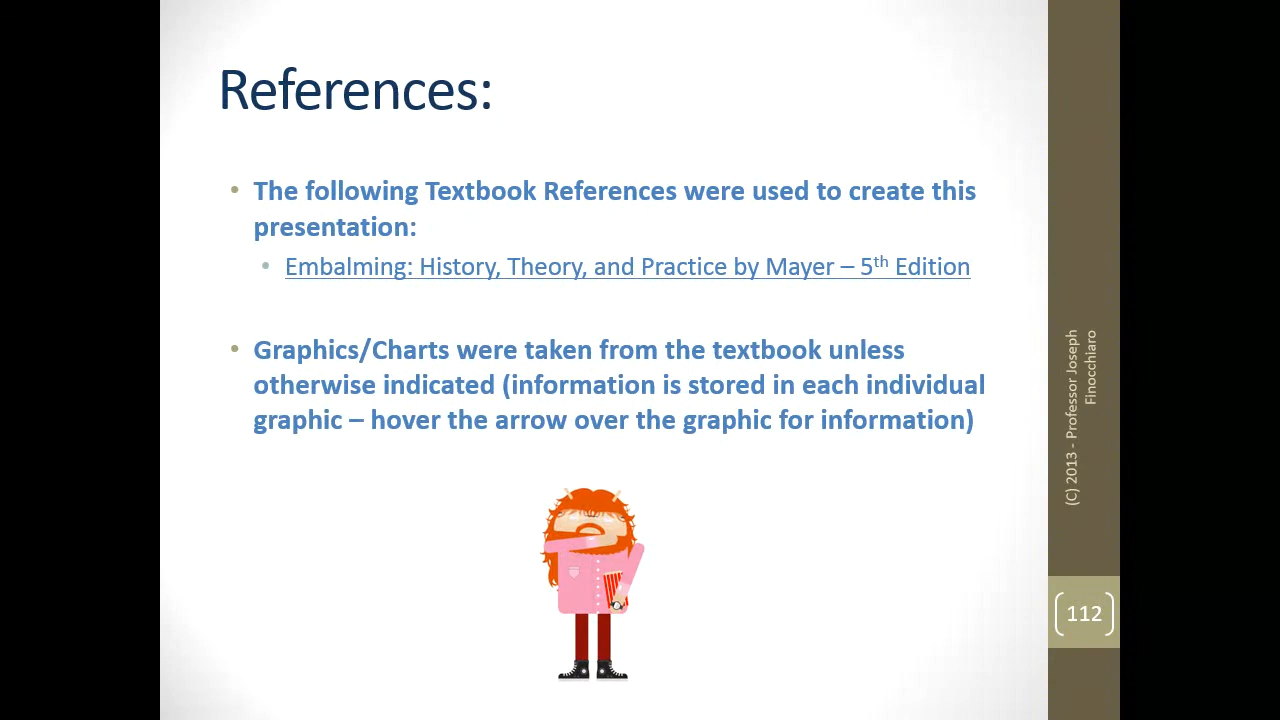 References:
• The following Textbook References were used to create this
presentation:
• Embalming: History, Theory, and Practice by Mayer – 5th Edition
• Graphics/Charts were taken from the textbook unless
otherwise indicated (information is stored in each individual
graphic – hover the arrow over the graphic for information)
(C) 2013 - Professor Joseph
Finocchiaro
112